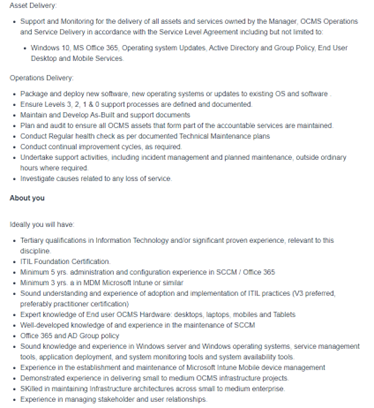 Asset Delivery:
• Support and Monitoring for the delivery of all assets and services owned by the Manager, OCMS Operations
and Service Delivery in accordance with the Service Level Agreement including but not limited to:
• Windows 10, MS Office 365, Operating system Updates, Active Directory and Group Policy, End User
Desktop and Mobile Services.
Operations Delivery:
• Package and deploy new software, new operating systems or updates to existing OS and software.
• Ensure Levels 3, 2, 1 & 0 support processes are defined and documented.
• Maintain and Develop As-Built and support documents
• Plan and audit to ensure all OCMS assets that form part of the accountable services are maintained.
• Conduct Regular health check as per documented Technical Maintenance plans
• Conduct continual improvement cycles, as required.
• Undertake support activities, including incident management and planned maintenance, outside ordinary
hours where required.
• Investigate causes related to any loss of service.
About you
Ideally you will have:
• Tertiary qualifications in Information Technology and/or significant proven experience, relevant to this
discipline.
• ITIL Foundation Certification.
• Minimum 5 yrs. administration and configuration experience in SCCM / Office 365
• Minimum 3 yrs. a in MDM Microsoft Intune or similar
• Sound understanding and experience of adoption and implementation of ITIL practices (V3 preferred,
preferably practitioner certification)
• Expert knowledge of End user OCMS Hardware: desktops, laptops, mobiles and Tablets
• Well-developed knowledge of and experience in the maintenance of SCCM
• Office 365 and AD Group policy
• Sound knowledge and experience in Windows server and Windows operating systems, service management
tools, application deployment, and system monitoring tools and system availability tools.
• Experience in the establishment and maintenance of Microsoft Intune Mobile device management
• Demonstrated experience in delivering small to medium OCMS infrastructure projects.
• SKilled in maintaining Infrastructure architectures across small to medium enterprise.
• Experience in managing stakeholder and user relationships.